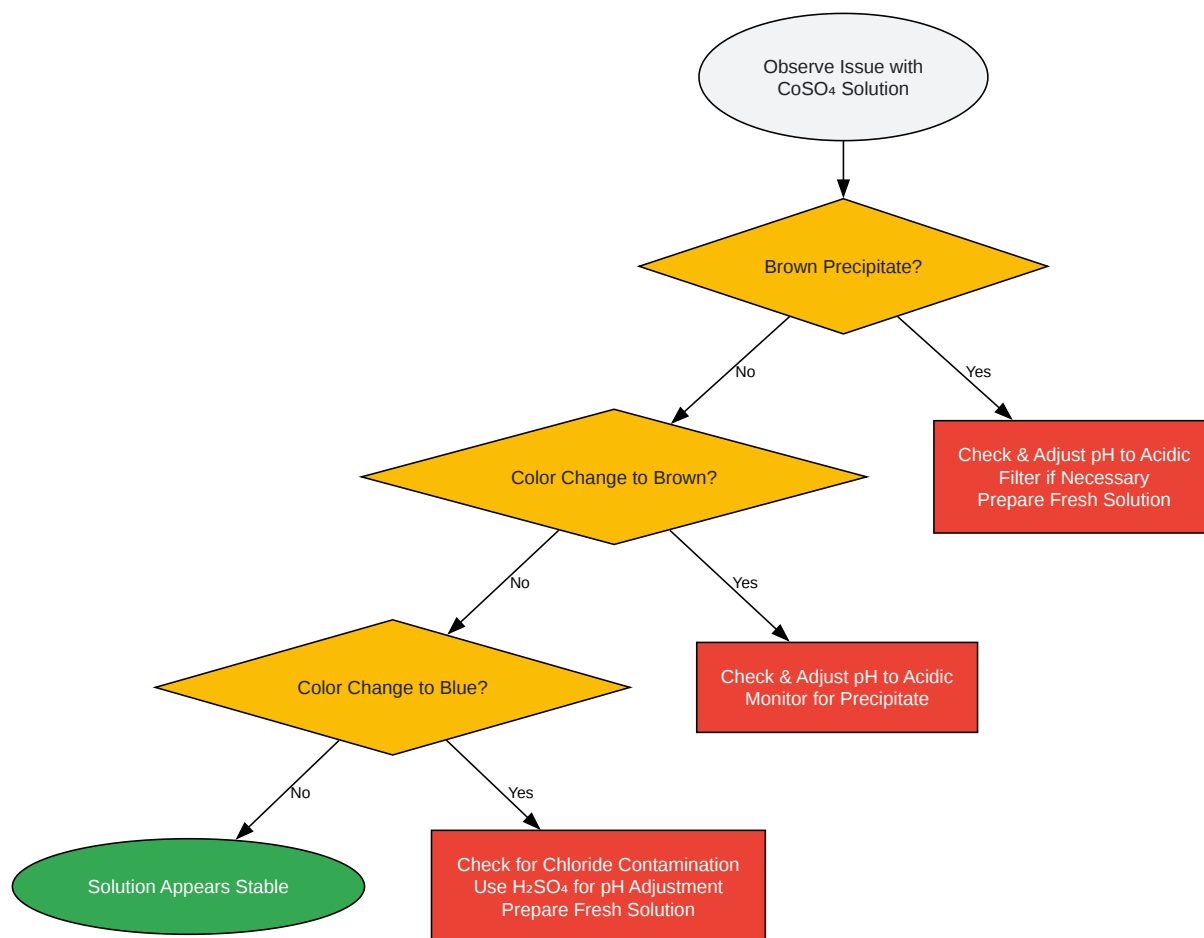 Observe Issue with
CoSO₄ Solution
Brown Precipitate?
No
Yes
Color Change to Brown?
Check & Adjust pH to Acidic
Filter if Necessary
Prepare Fresh Solution
No
Yes
Color Change to Blue?
Check & Adjust pH to Acidic
Monitor for Precipitate
No
Yes
Solution Appears Stable
Check for Chloride Contamination
Use H₂SO₄ for pH Adjustment
Prepare Fresh Solution